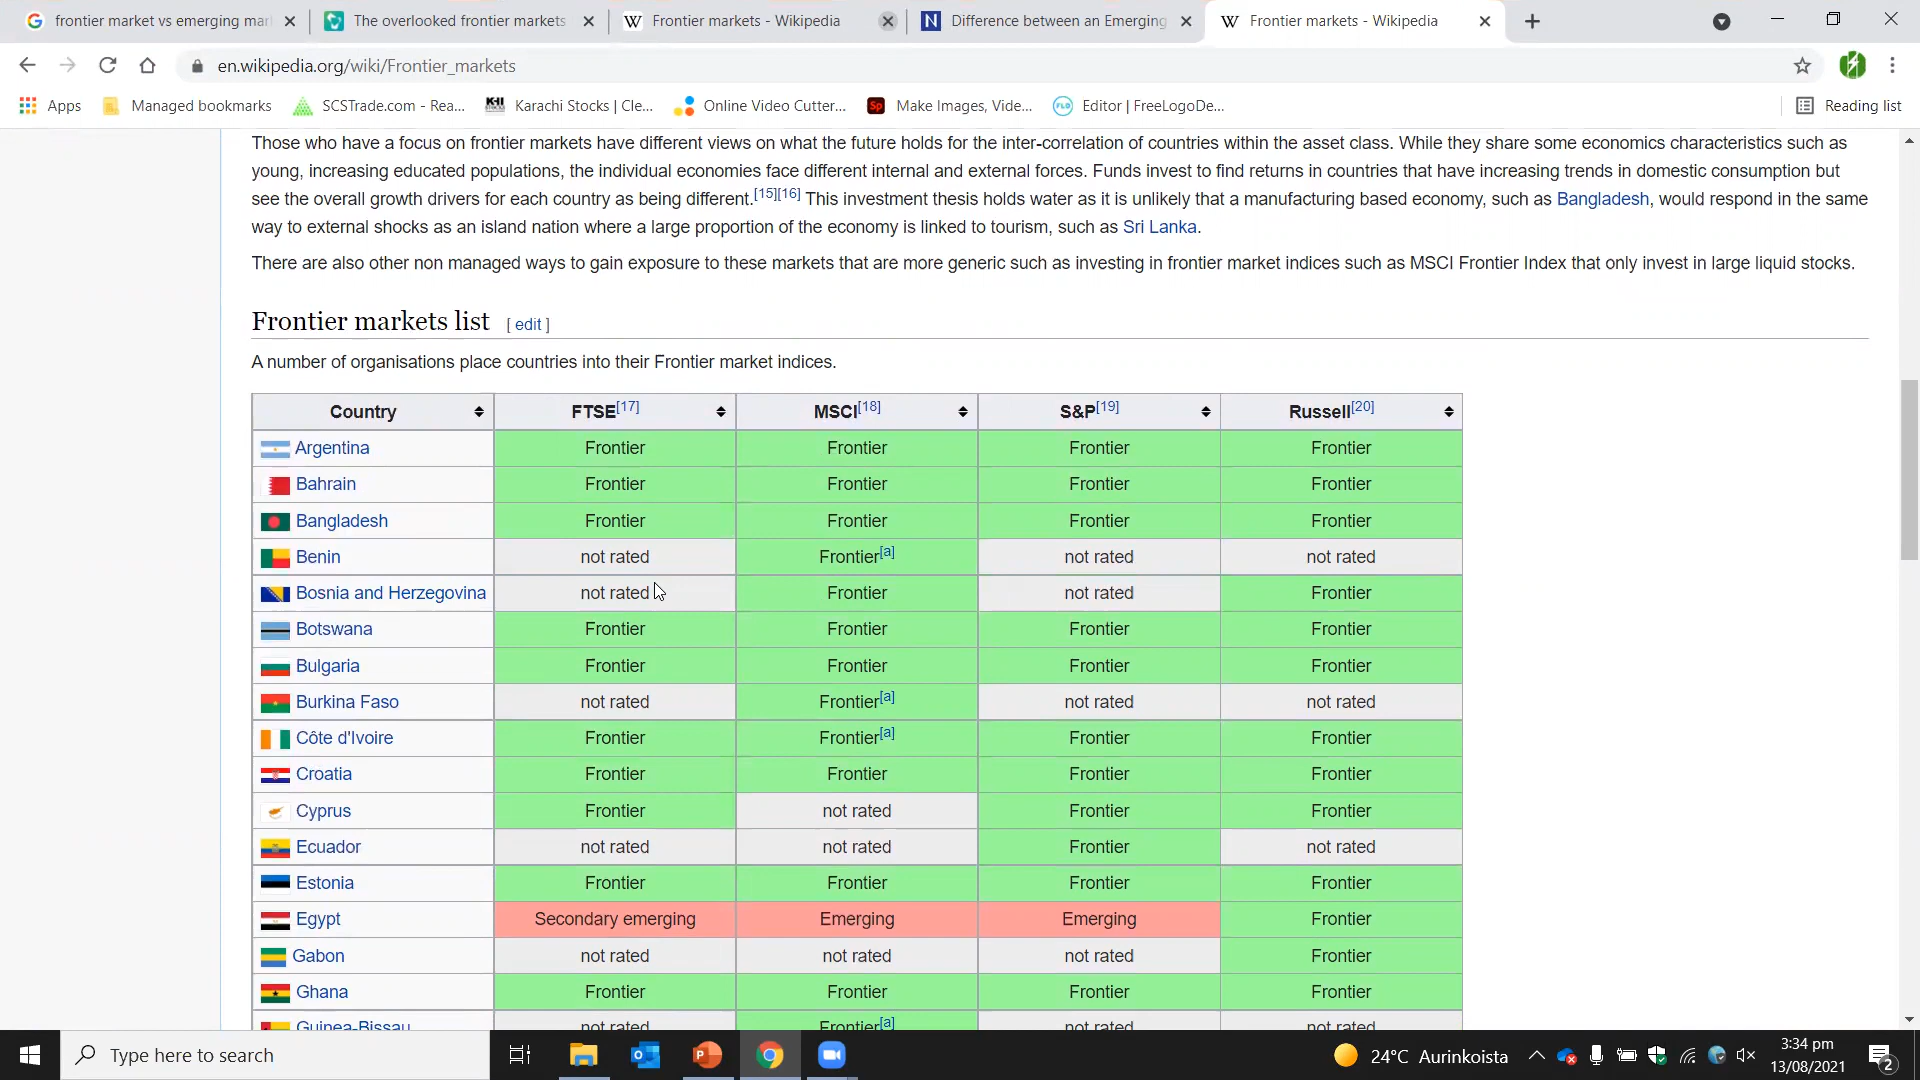 frontier market vs emerging mar
The overlooked frontier markets
Frontier markets - Wikipedia
Difference between an Emerging
Frontier markets - Wikipedia
en.wikipedia.org/wiki/Frontier_markets
Apps
Managed bookmarks
SCSTrade.com - Rea...
Karachi Stocks | Cle...
Online Video Cutter...
Make Images, Vide...
Editor | FreeLogoDe...
Reading list
Those who have a focus on frontier markets have different views on what the future holds for the inter-correlation of countries within the asset class. While they share some economics characteristics such as
young, increasing educated populations, the individual economies face different internal and external forces. Funds invest to find returns in countries that have increasing trends in domestic consumption but
see the overall growth drivers for each country as being different.[15][16] This investment thesis holds water as it is unlikely that a manufacturing based economy, such as Bangladesh, would respond in the same
way to external shocks as an island nation where a large proportion of the economy is linked to tourism, such as Sri Lanka.
There are also other non managed ways to gain exposure to these markets that are more generic such as investing in frontier market indices such as MSCI Frontier Index that only invest in large liquid stocks.
Frontier markets list [ edit ]
A number of organisations place countries into their Frontier market indices.
Country FTSE[17] MSCI[18] S&P[19] Russell[20]
Argentina Frontier Frontier Frontier Frontier
Bahrain Frontier Frontier Frontier Frontier
Bangladesh Frontier Frontier Frontier Frontier
Benin not rated Frontier[a] not rated not rated
Bosnia and Herzegovina not rated Frontier not rated Frontier
Botswana Frontier Frontier Frontier Frontier
Bulgaria Frontier Frontier Frontier Frontier
Burkina Faso not rated Frontier[a] not rated not rated
Côte d'Ivoire Frontier Frontier[a] Frontier Frontier
Croatia Frontier Frontier Frontier Frontier
Cyprus Frontier not rated Frontier Frontier
Ecuador not rated not rated Frontier not rated
Estonia Frontier Frontier Frontier Frontier
Egypt Secondary emerging Emerging Emerging Frontier
Gabon not rated not rated not rated Frontier
Ghana Frontier Frontier Frontier Frontier
Guinea-Bissau not rated Frontier[a] not rated not rated
Type here to search
24°C Aurinkoista
3:34 pm
13/08/2021
2